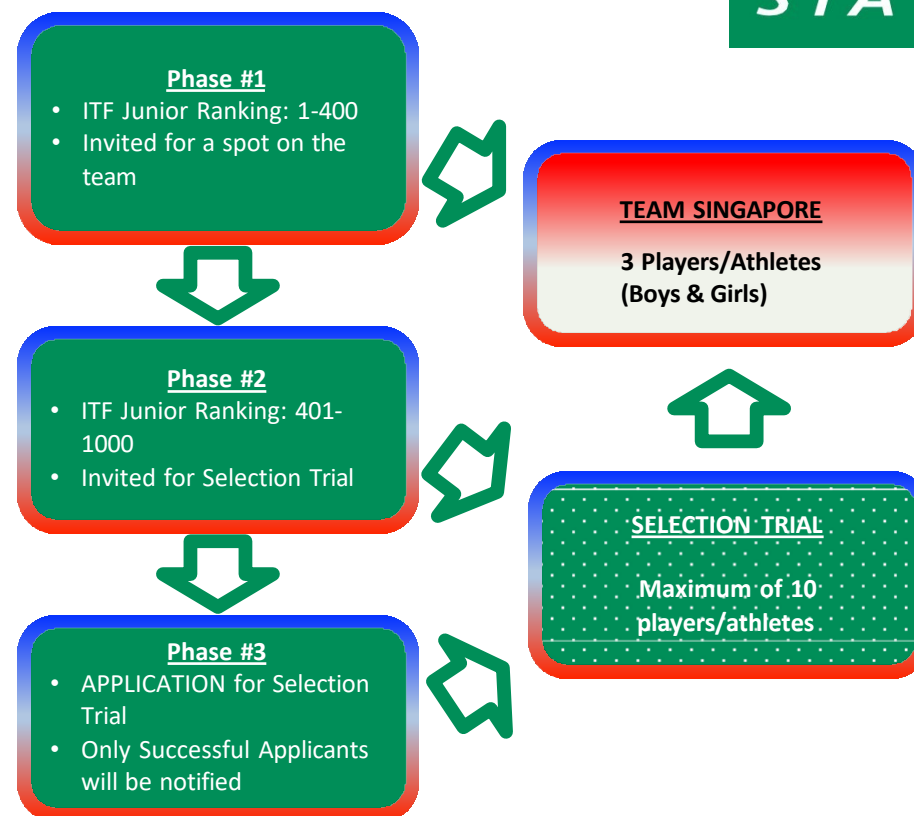 STA
Phase #1
• ITF Junior Ranking: 1-400
• Invited for a spot on the
team
TEAM SINGAPORE
3 Players/Athletes
(Boys & Girls)
Phase #2
• ITF Junior Ranking: 401-
1000
• Invited for Selection Trial
SELECTION TRIAL
Maximum of 10
players/athletes
Phase #3
• APPLICATION for Selection
Trial
• Only Successful Applicants
will be notified